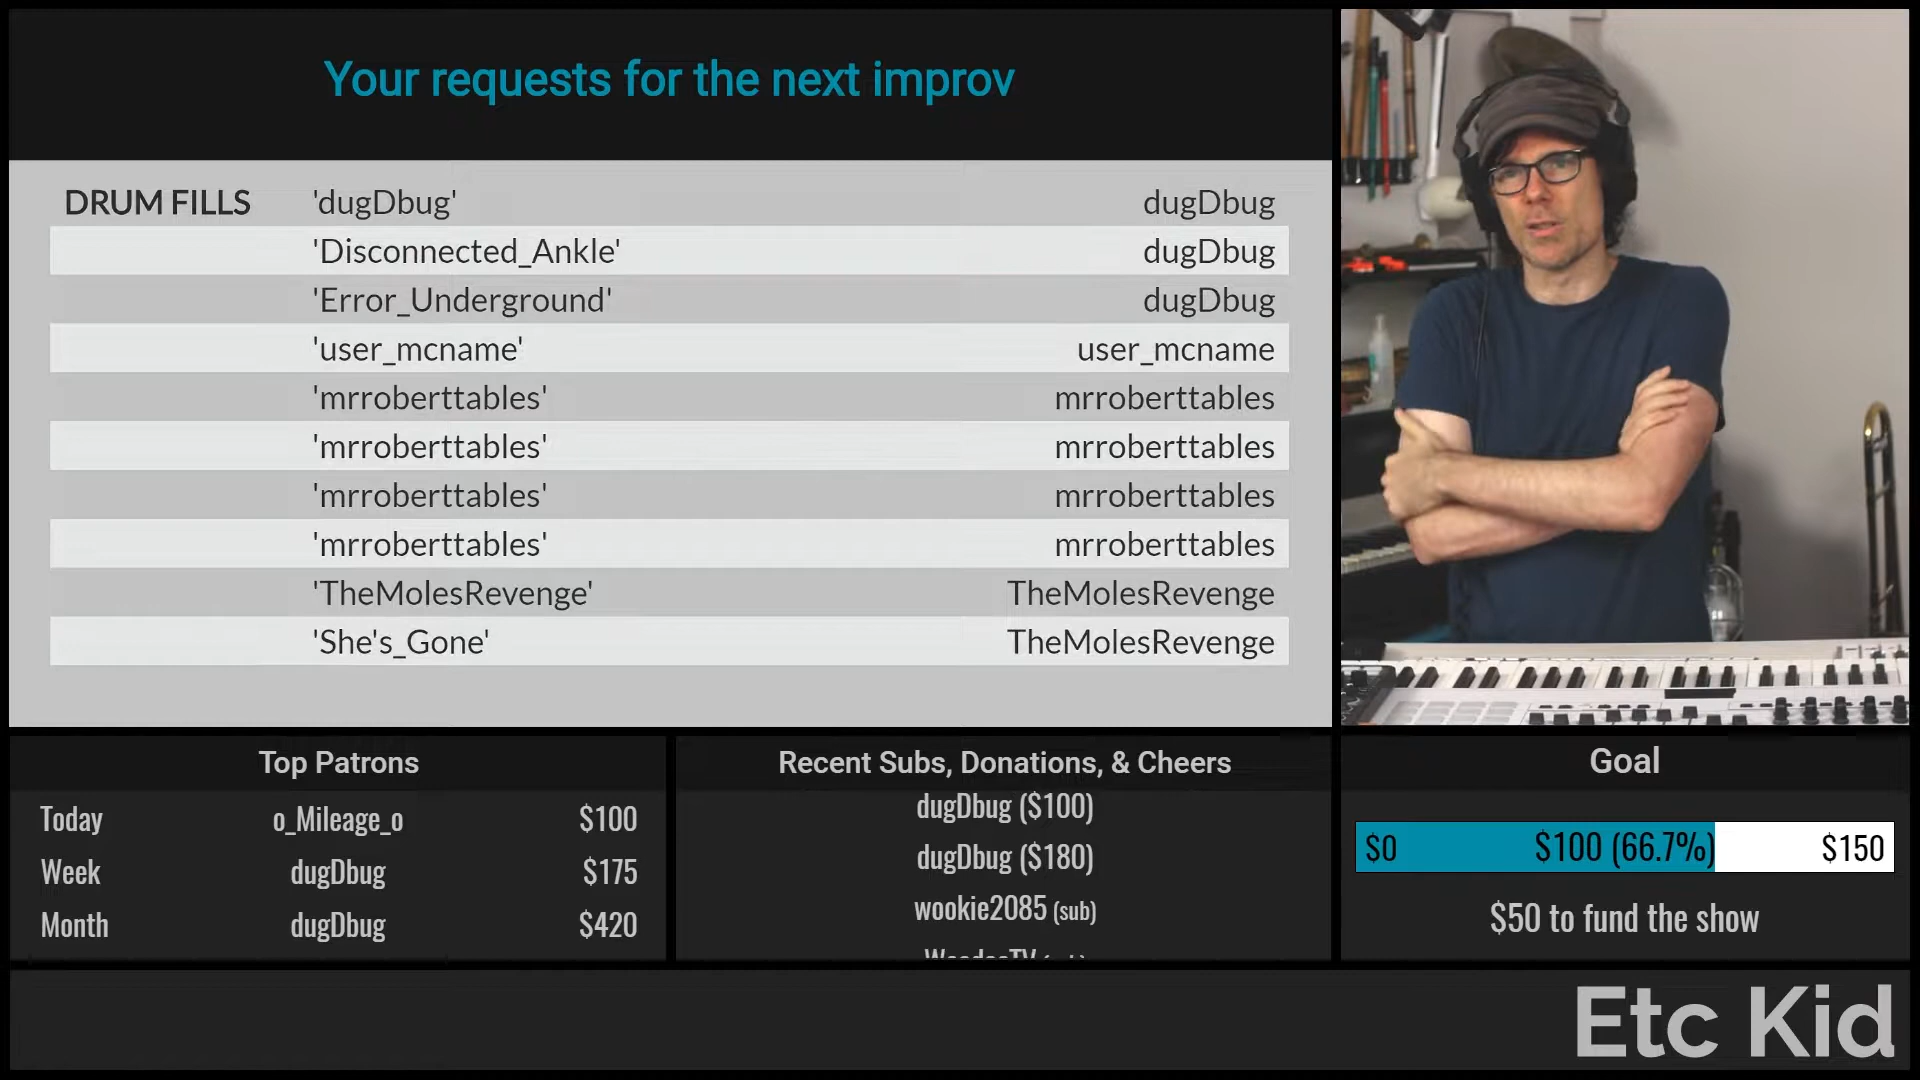 Your requests for the next improv
DRUM FILLS 'dugDbug' dugDbug
'Disconnected_Ankle' dugDbug
'Error_Underground' dugDbug
'user_mcname' user_mcname
'mrroberttables' mrroberttables
'mrroberttables' mrroberttables
'mrroberttables' mrroberttables
'mrroberttables' mrroberttables
'TheMolesRevenge' TheMolesRevenge
'She's_Gone' TheMolesRevenge
Top Patrons
Today o_Mileage_o $100
Week dugDbug $175
Month dugDbug $420
Recent Subs, Donations, & Cheers
dugDbug ($100)
dugDbug ($180)
wookie2085 (sub)
Goal
$0 $100 (66.7%) $150
$50 to fund the show
Etc Kid